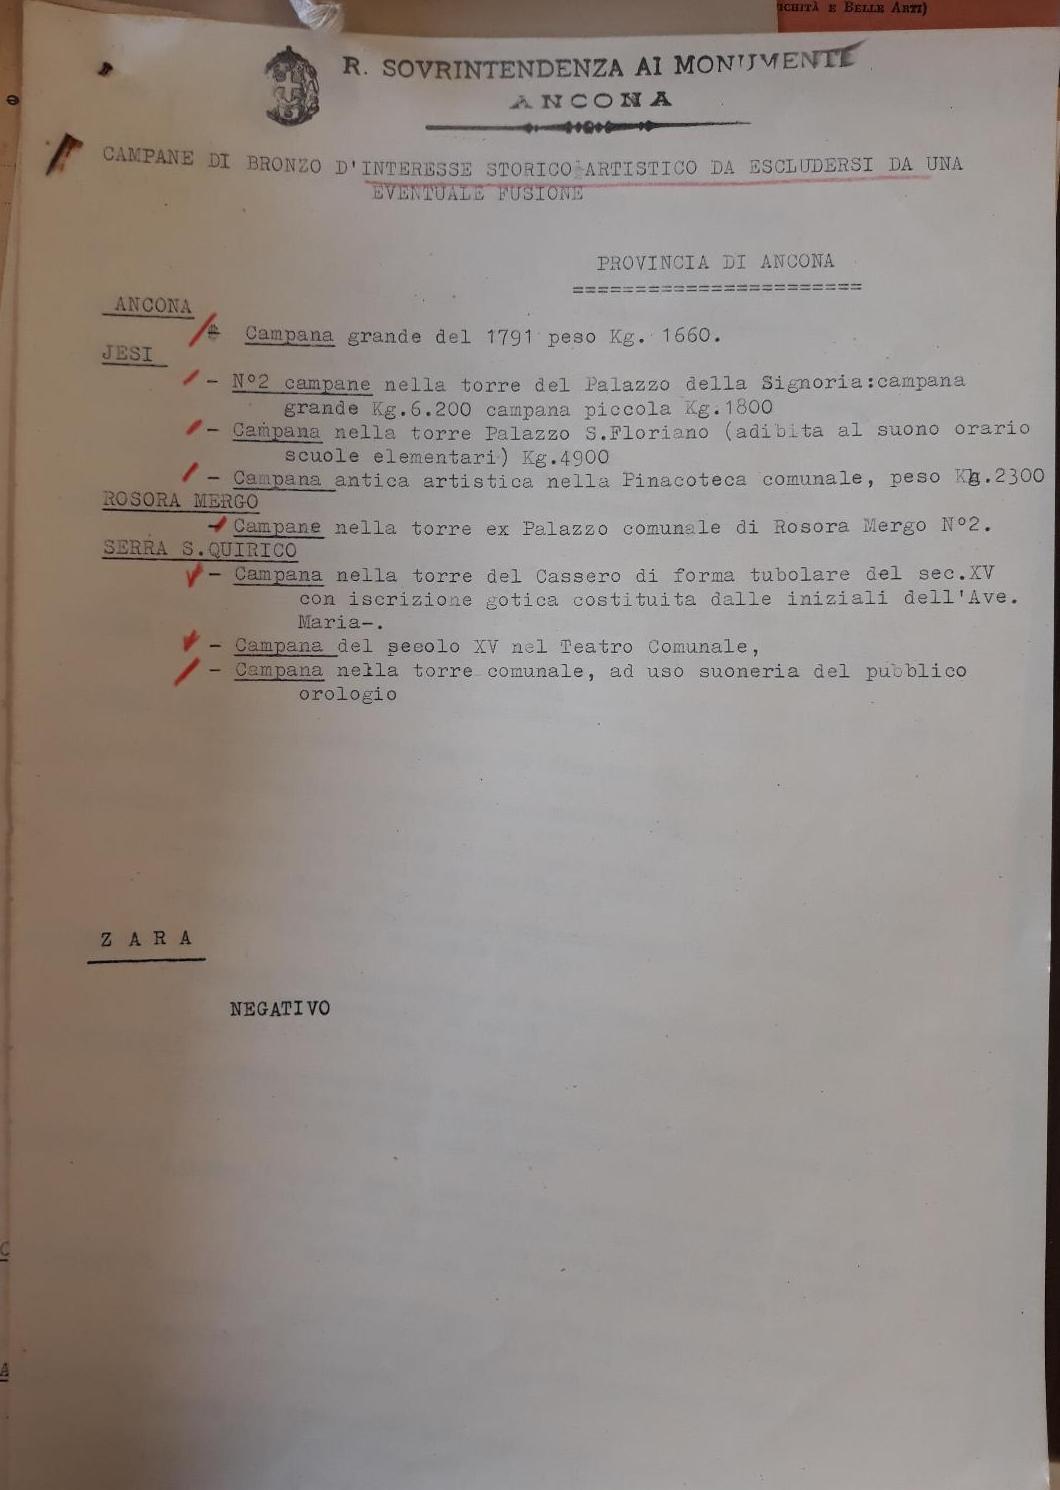 ichità e Belle Arti)
R. SOVRINTENDENZA AI MONUMENTI
ANCONA
CAMPANE DI BRONZO D'INTERESSE STORICO-ARTISTICO DA ESCLUDERSI DA UNA
EVENTUALE FUSIONE
PROVINCIA DI ANCONA
=======================
ANCONA
Campana grande del 1791 peso Kg. 1660.
JESI
- N°2 campane nella torre del Palazzo della Signoria:campana
grande Kg.6.200 campana piccola Kg.1800
- Campana nella torre Palazzo S.Floriano (adibita al suono orario
scuole elementari) Kg.4900
- Campana antica artistica nella Pinacoteca comunale, peso Kg.2300
ROSORA MERGO
- Campane nella torre ex Palazzo comunale di Rosora Mergo N°2.
SERRA S.QUIRICO
- Campana nella torre del Cassero di forma tubolare del sec.XV
con iscrizione gotica costituita dalle iniziali dell'Ave.
Maria-.
- Campana del secolo XV nel Teatro Comunale,
- Campana nella torre comunale, ad uso suoneria del pubblico
orologio
Z A R A
NEGATIVO